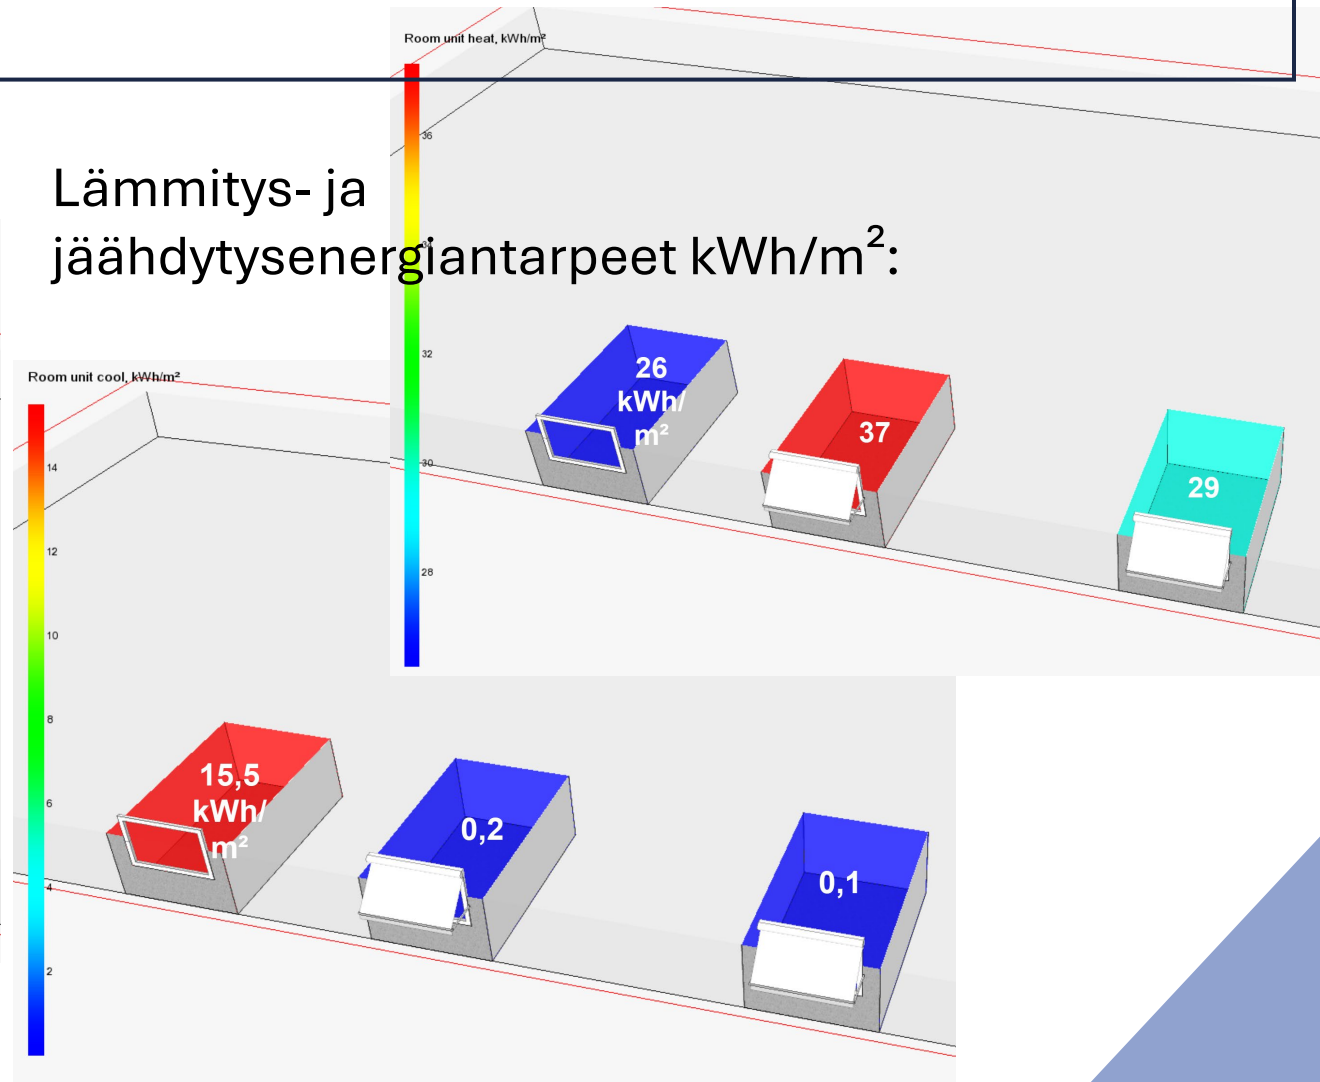 Room unit heat, kWh/m²
36
Lämmitys- ja
jäähdytysenergiantarpeet kWh/m²:
34
32
30
28
26
kWh/
m²
37
29
Room unit cool, kWh/m²
14
12
10
8
6
4
2
15,5
kWh/
m²
0,2
0,1